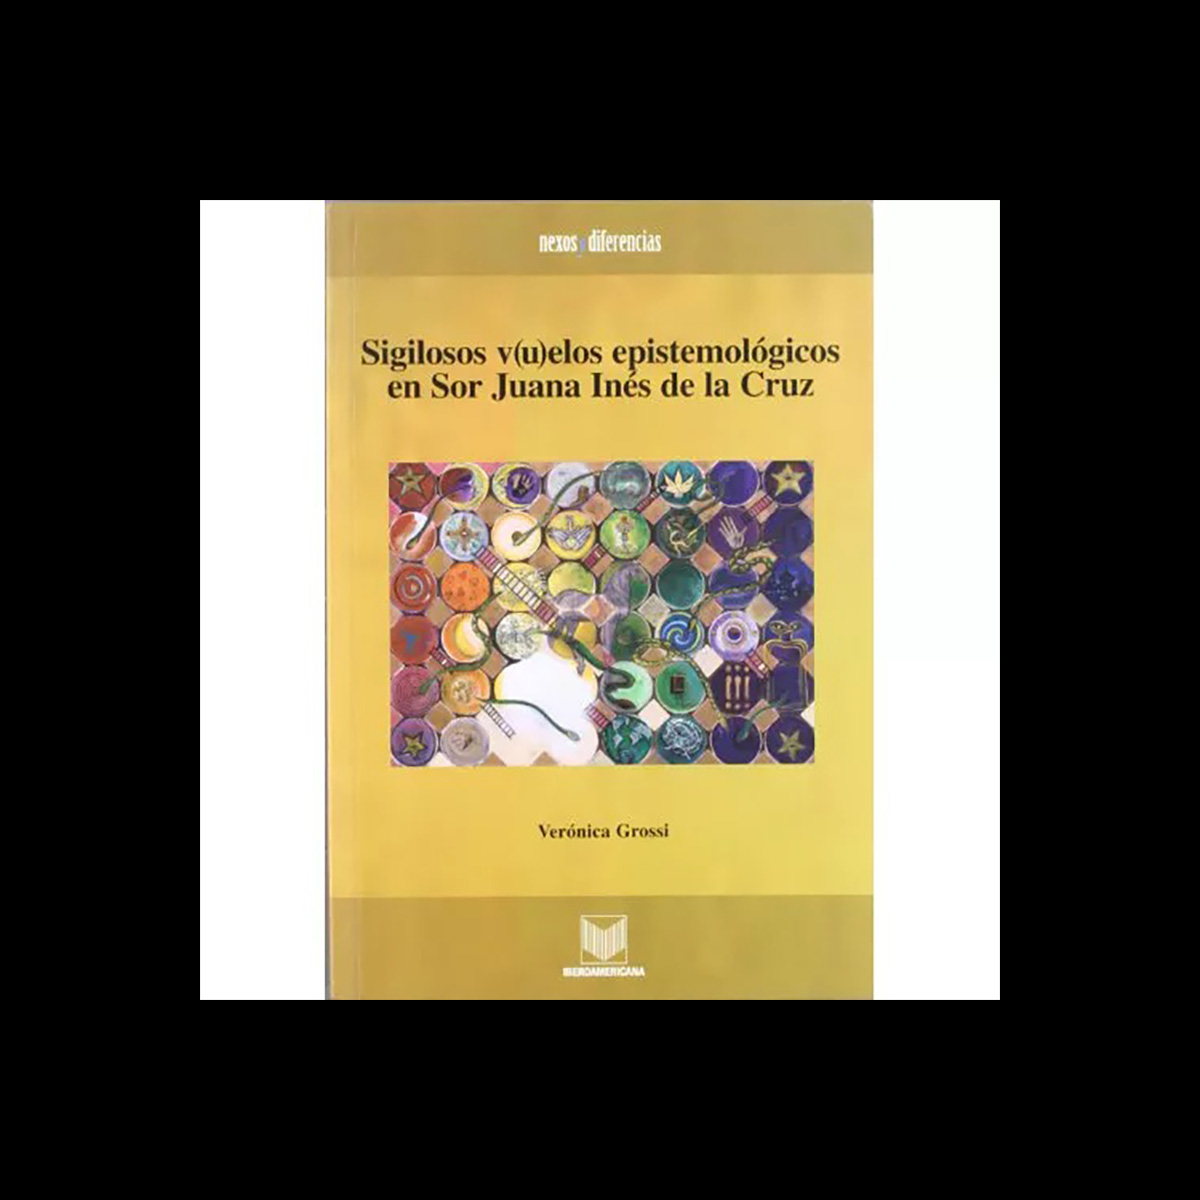 nexos y diferencias
Sigilosos v(u)elos epistemológicos
en Sor Juana Inés de la Cruz
Verónica Grossi
IBEROAMERICANA